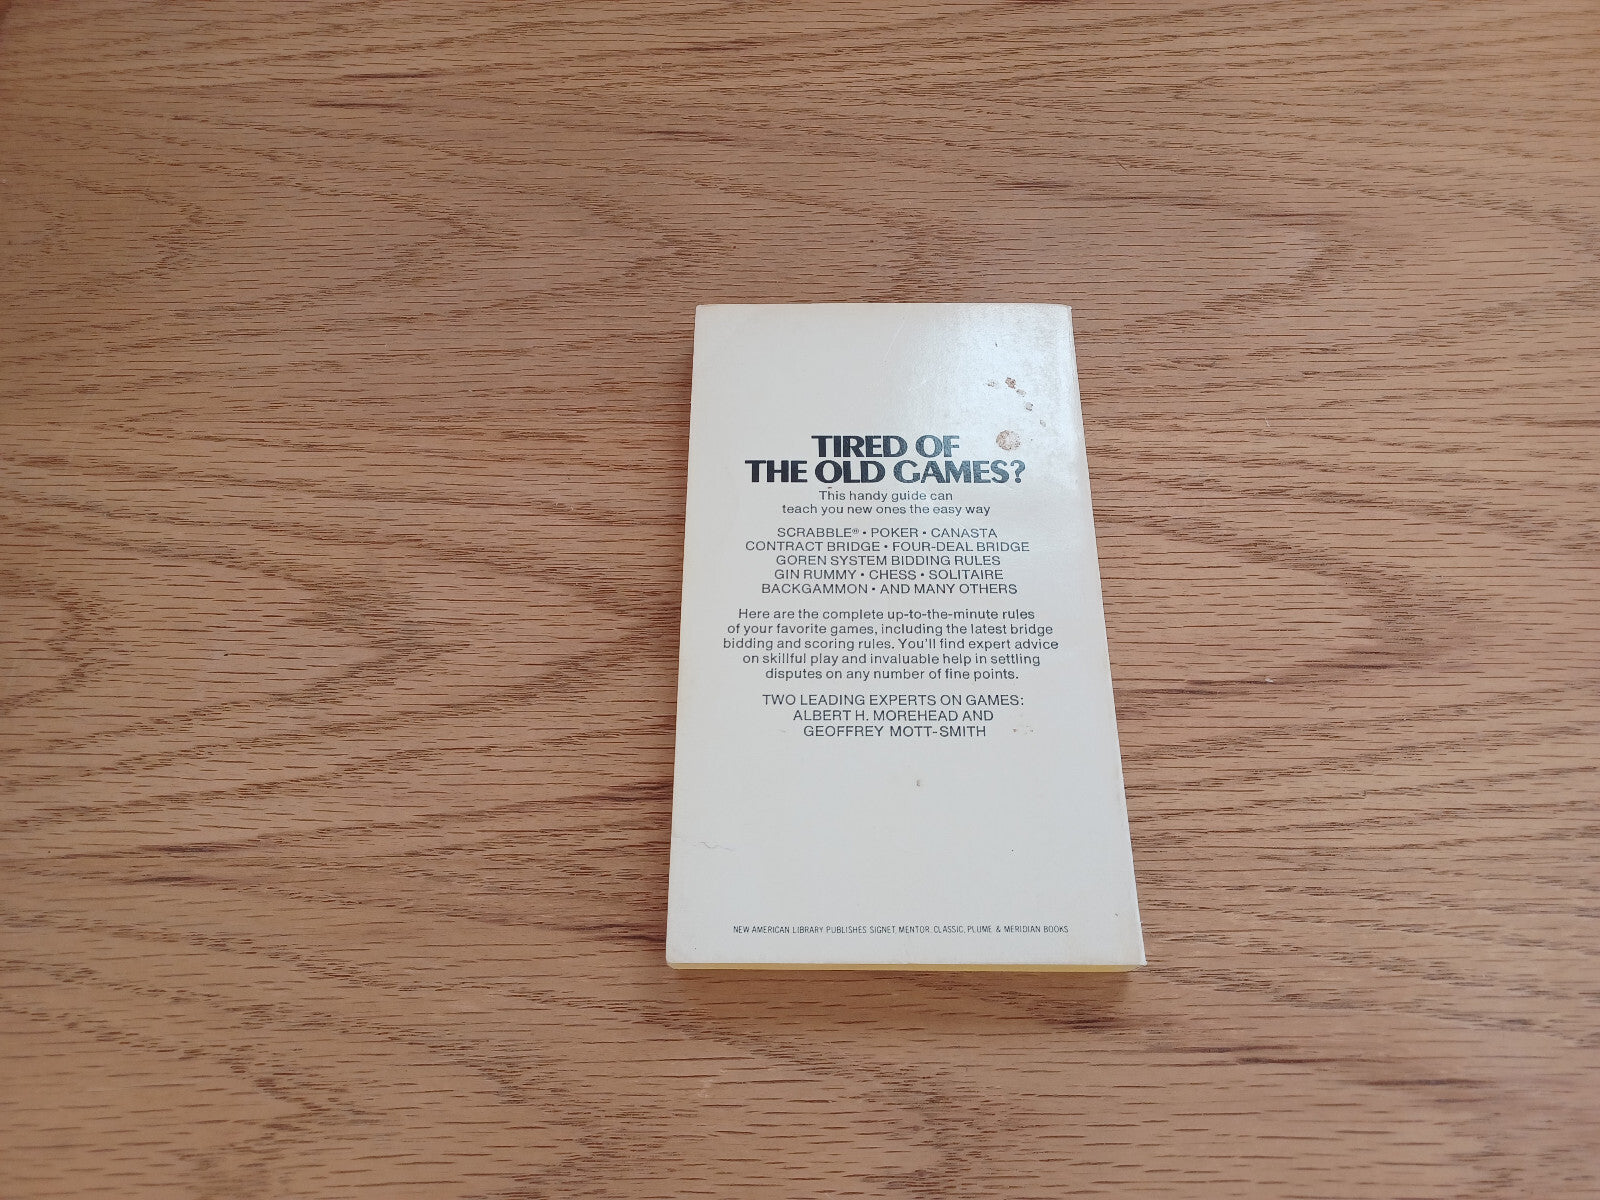 TIRED OF
THE OLD GAMES?
This handy guide can
teach you new ones the easy way
SCRABBLE® • POKER • CANASTA
CONTRACT BRIDGE • FOUR-DEAL BRIDGE
GOREN SYSTEM BIDDING RULES
GIN RUMMY • CHESS • SOLITAIRE
BACKGAMMON • AND MANY OTHERS
Here are the complete up-to-the-minute rules
of your favorite games, including the latest bridge
bidding and scoring rules. You'll find expert advice
on skillful play and invaluable help in settling
disputes on any number of fine points.
TWO LEADING EXPERTS ON GAMES:
ALBERT H. MOREHEAD AND
GEOFFREY MOTT-SMITH
NEW AMERICAN LIBRARY PUBLISHES SIGNET, MENTOR, CLASSIC, PLUME & MERIDIAN BOOKS